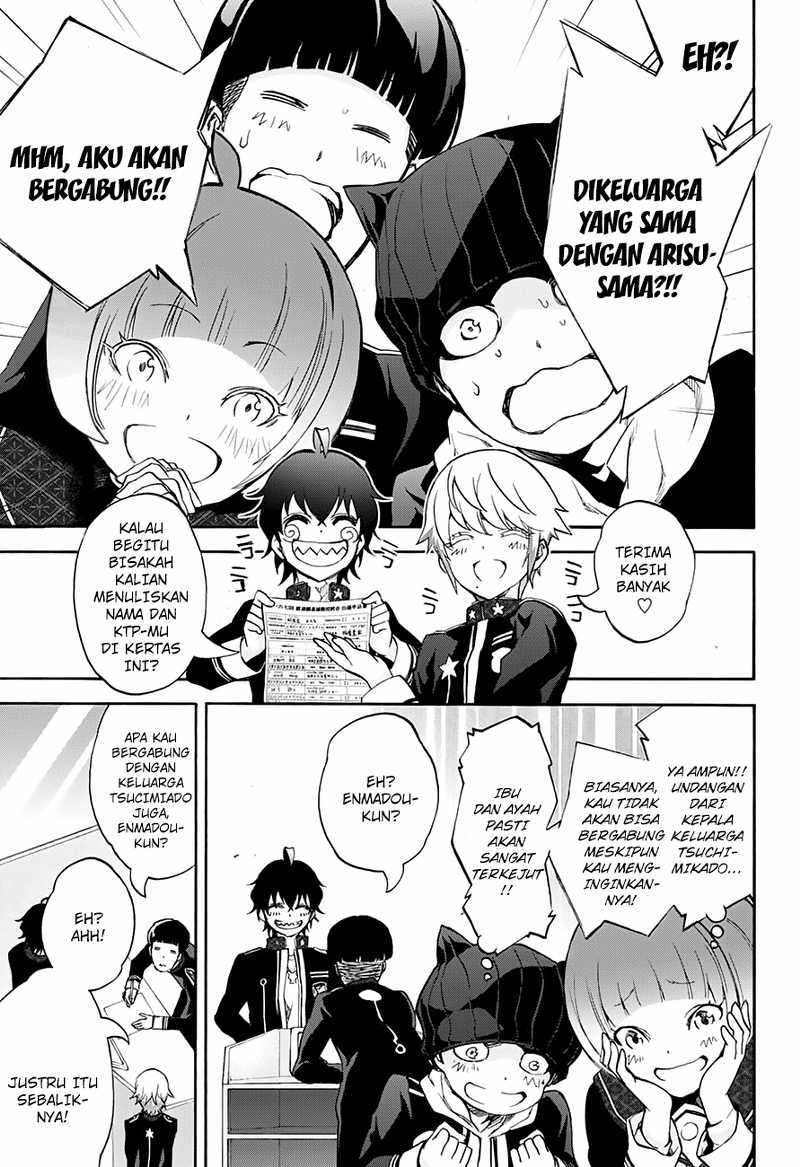 EH?!
DIKELUARGA
YANG SAMA
DENGAN ARISU-
SAMA?!!
MHM, AKU AKAN
BERGABUNG!!
TERIMA
KASIH
BANYAK
♡
KALAU
BEGITU
BISAKAH
KALIAN
MENULISKAN
NAMA DAN
KTP-MU
DI KERTAS
INI?
YA AMPUN!!
UNDANGAN
DARI
KEPALA
KELUARGA
TSUCHI-
MIKADO...
BIASANYA,
KAU TIDAK
AKAN BISA
BERGABUNG
MESKIPUN
KAU MENG-
INGINKAN-
NYA!
IBU
DAN AYAH
PASTI
AKAN
SANGAT
TERKEJUT
!!
EH?
ENMADOU-
KUN?
APA KAU
BERGABUNG
DENGAN
KELUARGA
TSUCIMIADO
JUGA,
ENMADOU-
KUN?
EH?
AHH!
JUSTRU ITU
SEBALIK-
NYA!